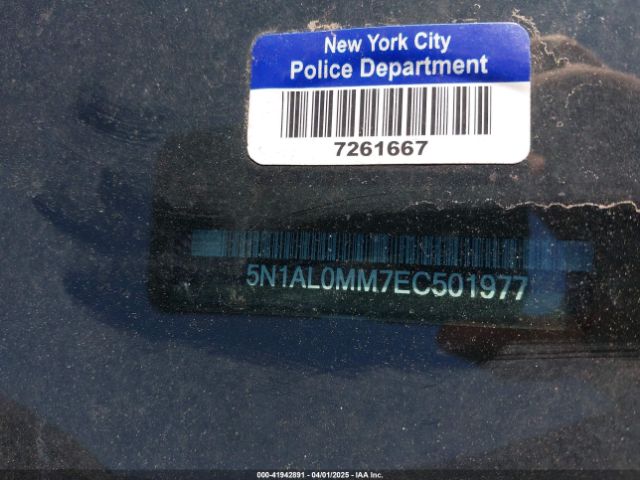 New York City
Police Department
7261667
5N1AL0MM7EC501977
000-41942891 - 04/01/2025 - IAA Inc.